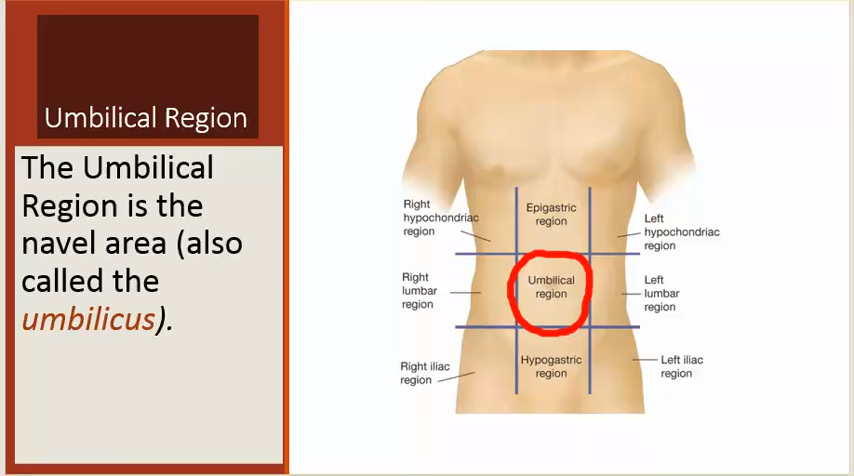 Umbilical Region
The Umbilical
Region is the
navel area (also
called the
umbilicus).
Right
hypochondriac
region
Epigastric
region
Left
hypochondriac
region
Right
lumbar
region
Umbilical
region
Left
lumbar
region
Right iliac
region
Hypogastric
region
Left iliac
region